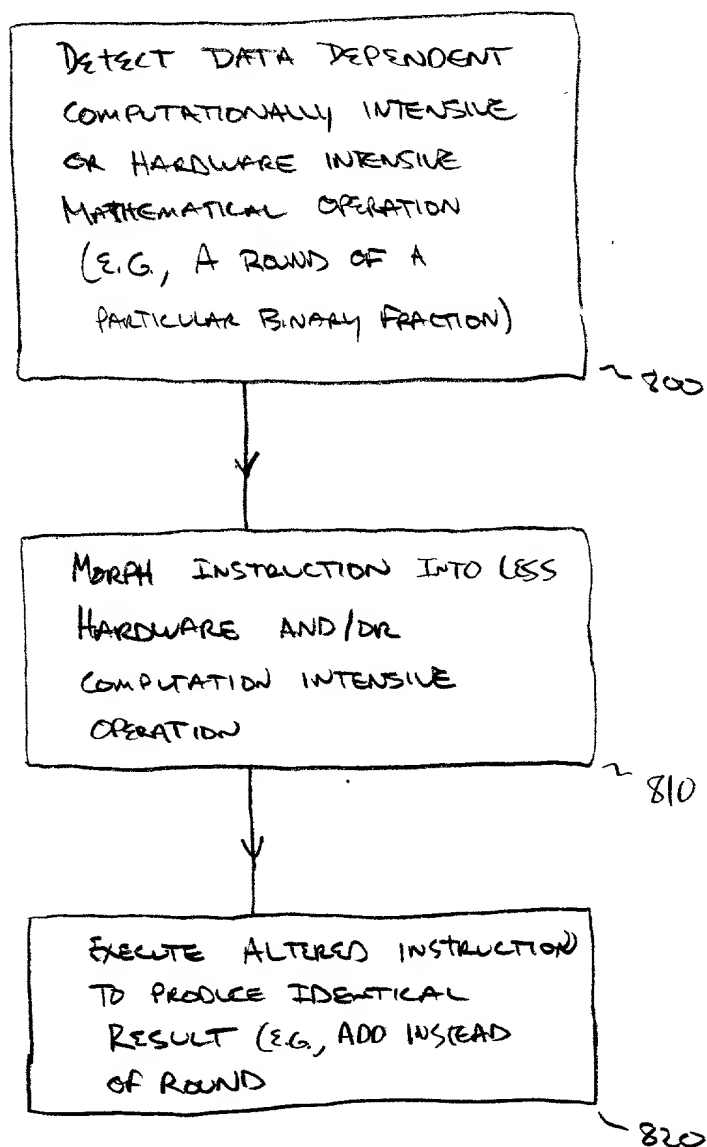 DETECT DATA DEPENDENT
COMPUTATIONALLY INTENSIVE
OR HARDWARE INTENSIVE
MATHEMATICAL OPERATION
(E.G., A ROUND OF A
PARTICULAR BINARY FRACTION)
~ 800
MORPH INSTRUCTION INTO LESS
HARDWARE AND/OR
COMPUTATION INTENSIVE
OPERATION
~ 810
EXECUTE ALTERED INSTRUCTION
TO PRODUCE IDENTICAL
RESULT (E.G., ADD INSTEAD
OF ROUND
~ 820